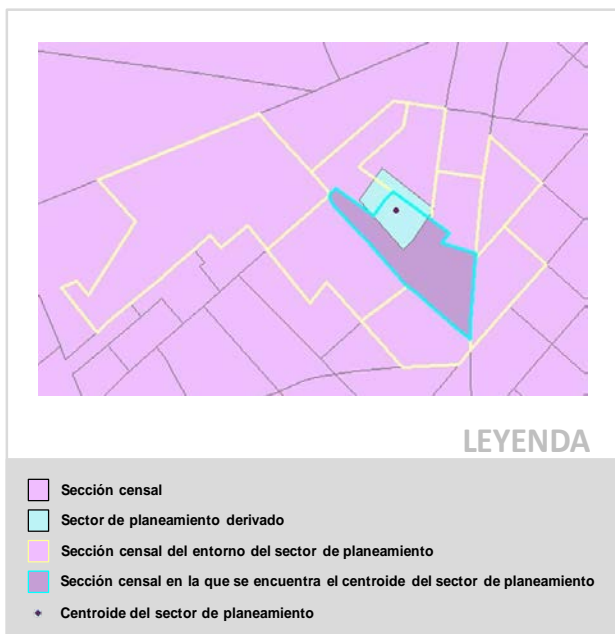 LEYENDA
Sección censal
Sector de planeamiento derivado
Sección censal del entorno del sector de planeamiento
Sección censal en la que se encuentra el centroide del sector de planeamiento
Centroide del sector de planeamiento